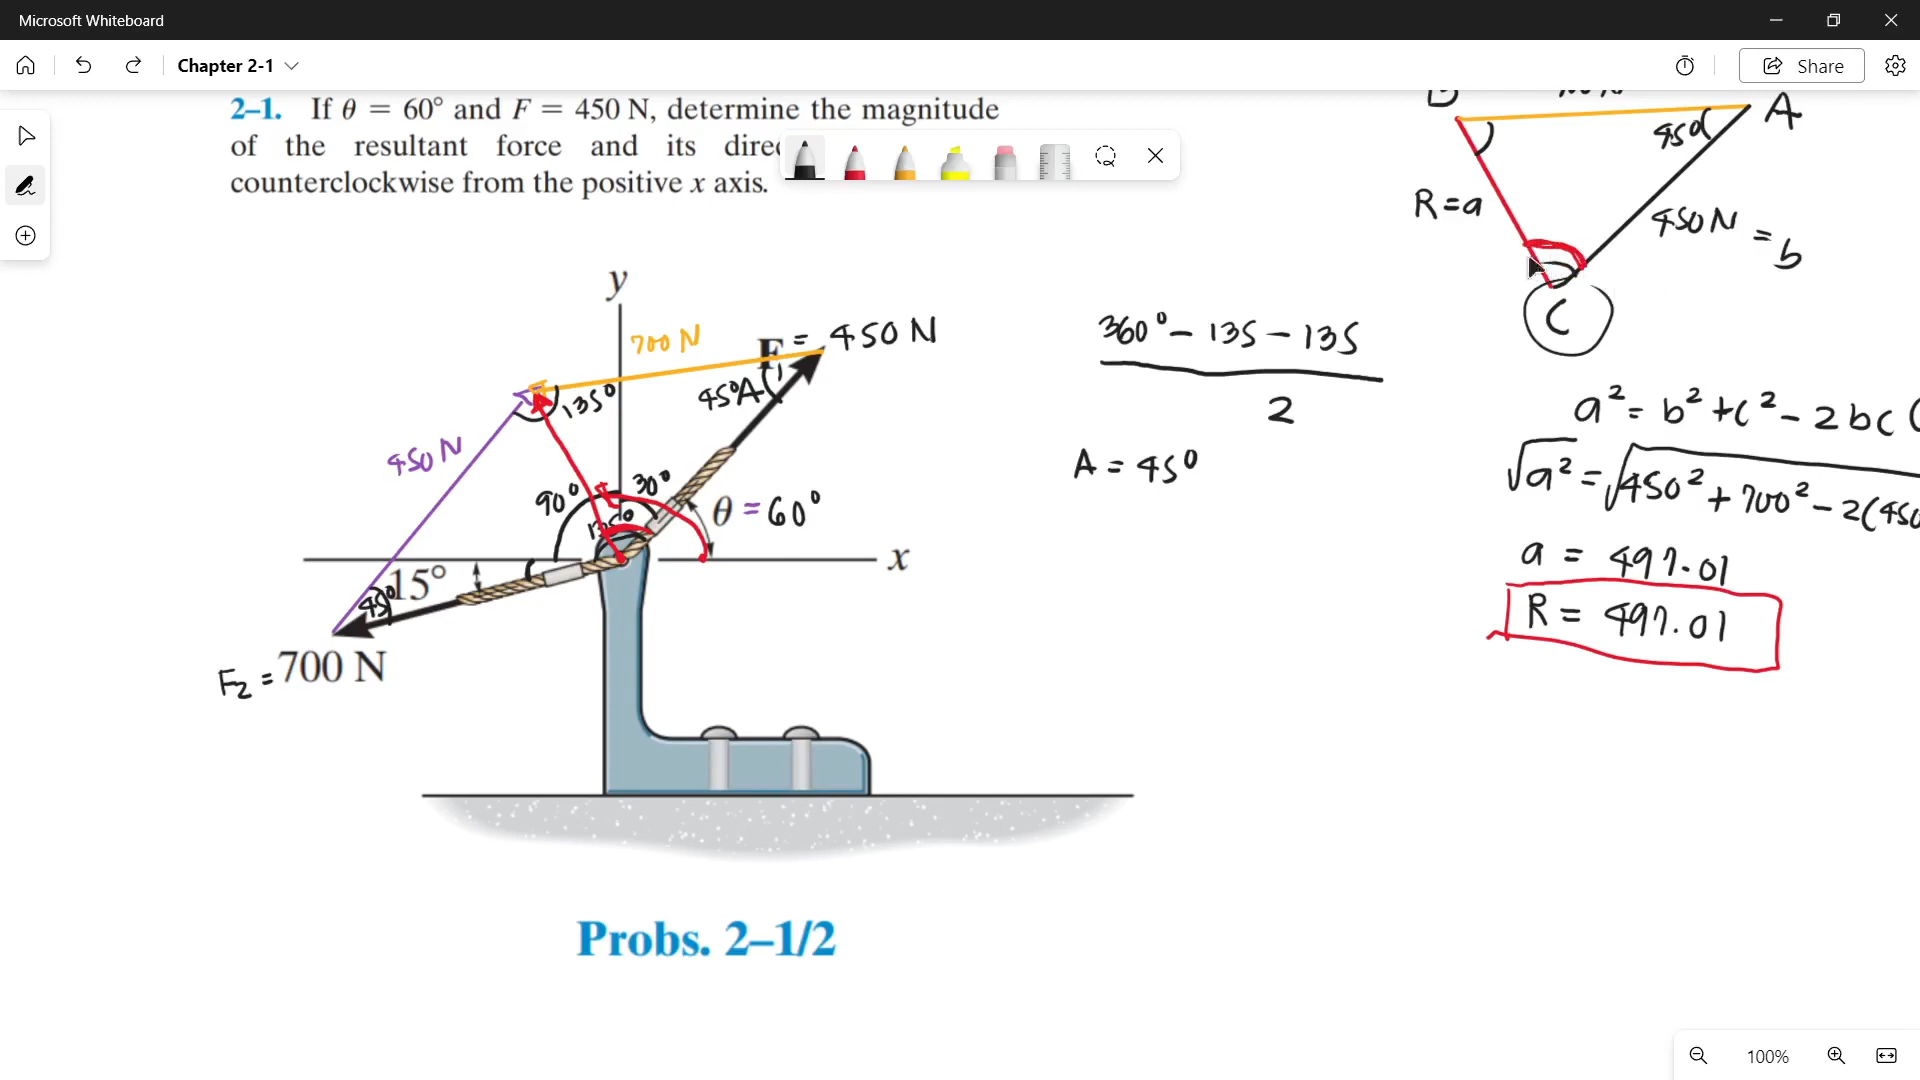 Microsoft Whiteboard
Chapter 2-1
Share
2–1. If θ = 60° and F = 450 N, determine the magnitude
of the resultant force and its direc
counterclockwise from the positive x axis.
A
45°
R=a
450 N = b
C
y
700 N
F = 450 N
135°
45° A
450 N
90°
30°
θ = 60°
135°
x
15°
45°
F2 = 700 N
360° – 135 – 135
2
A = 45°
a² = b² + c² – 2bc (
√a² = √450² + 700² – 2(450
a = 497.01
R = 497.01
Probs. 2–1/2
100%